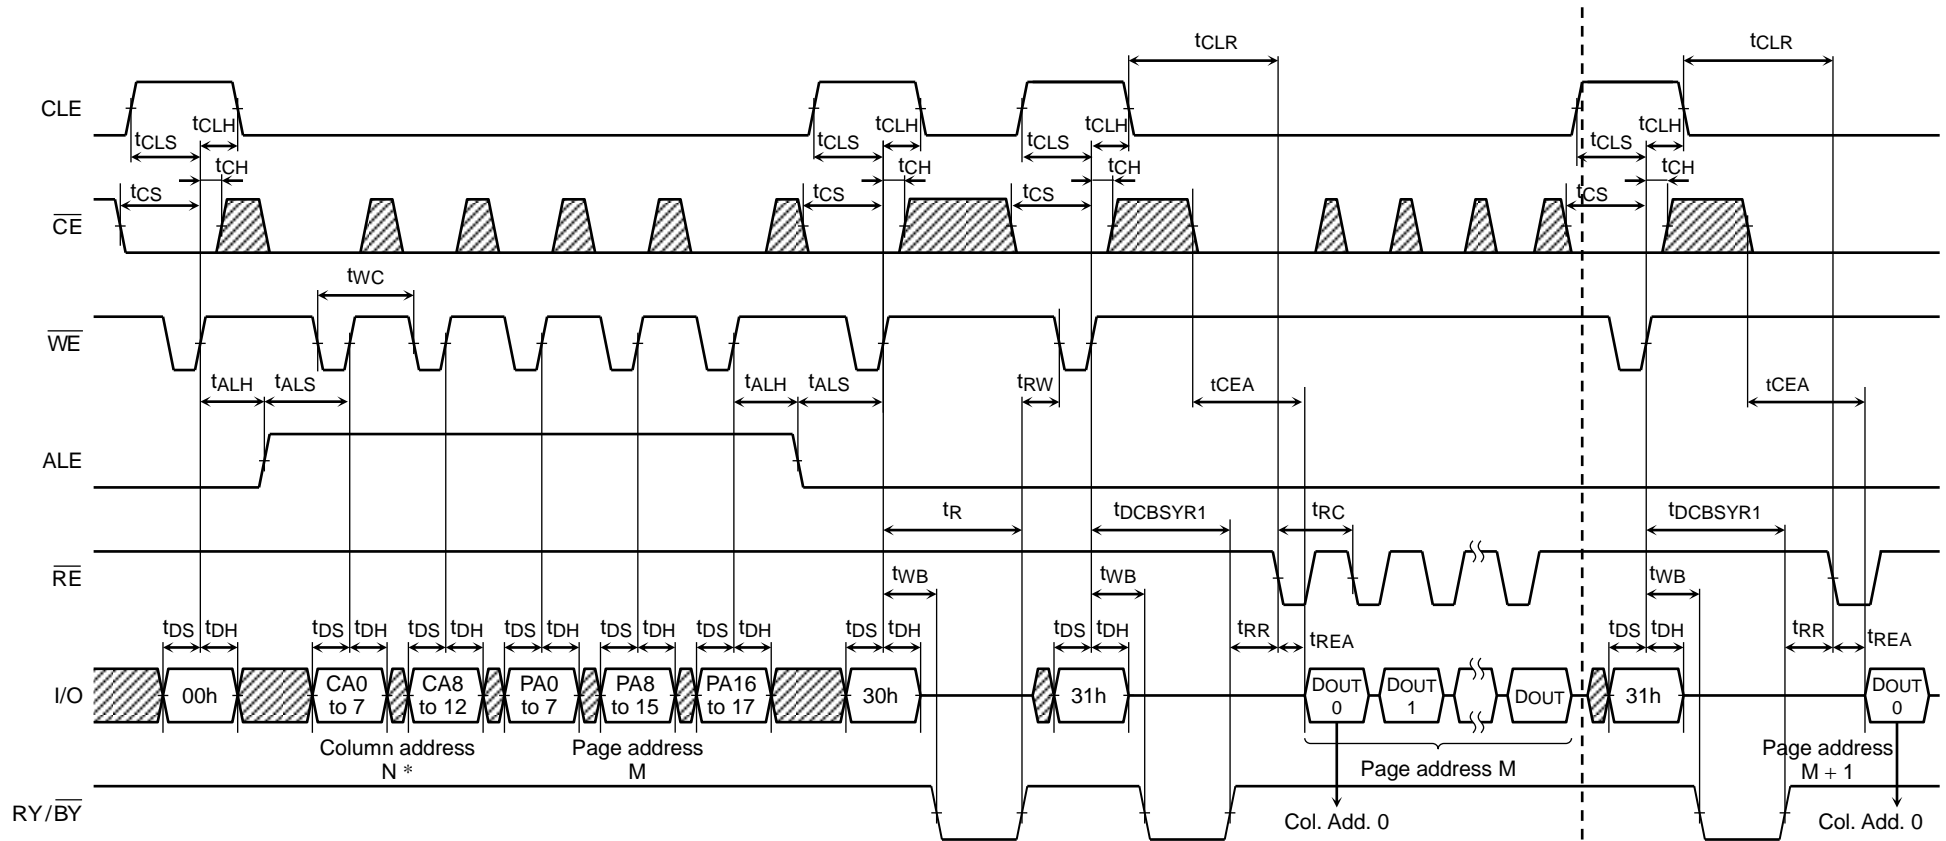 tCLR tCLR
CLE
tCLS tCLH tCLS tCLH tCLS tCLH tCLS tCLH
tCH tCH tCH tCH
tCS tCS tCS tCS
CE
tWC
WE
tALH tALS tALH tALS tRW tCEA tCEA
ALE
tR tDCBSYR1 tRC tDCBSYR1
RE
tWB tWB tWB
tDS tDH tDS tDH tDS tDH tDS tDH tDS tDH tDS tDH tDS tDH tDS tDH tRR tREA tDS tDH tRR tREA
I/O
00h
CA0
to 7
CA8
to 12
PA0
to 7
PA8
to 15
PA16
to 17
30h
31h
DOUT
0
DOUT
1
DOUT
31h
DOUT
0
Column address
N *
Page address
M
Page address M
Page address
M + 1
RY/BY
Col. Add. 0
Col. Add. 0